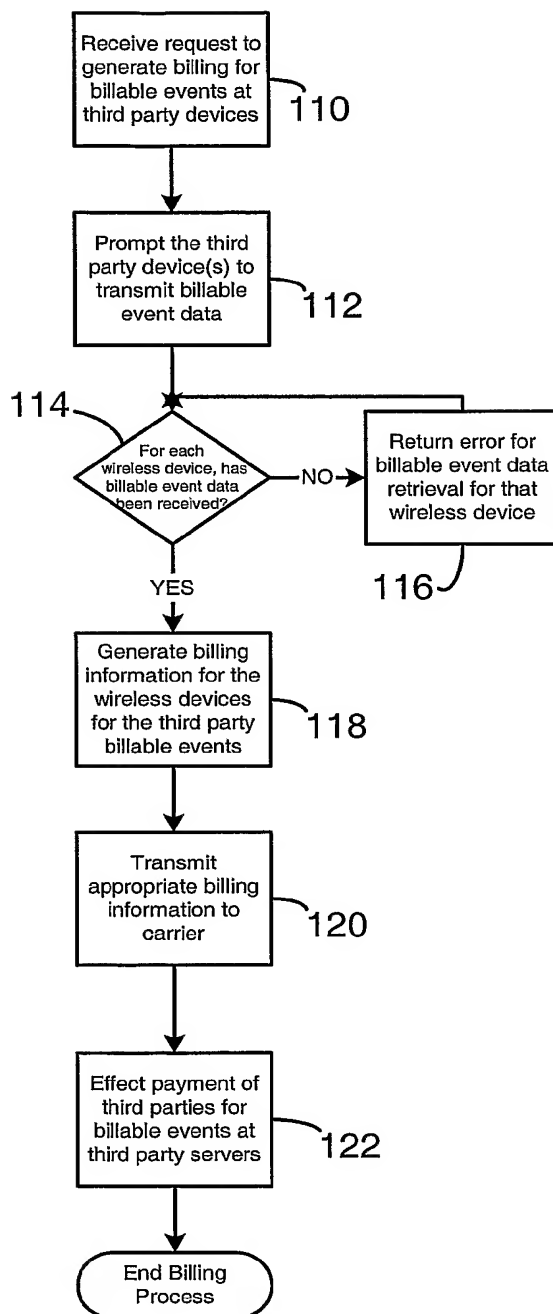 Receive request to
generate billing for
billable events at
third party devices
110
Prompt the third
party device(s) to
transmit billable
event data
112
114
For each
wireless device, has
billable event data
been received?
NO
Return error for
billable event data
retrieval for that
wireless device
116
YES
Generate billing
information for the
wireless devices
for the third party
billable events
118
Transmit
appropriate billing
information to
carrier
120
Effect payment of
third parties for
billable events at
third party servers
122
End Billing
Process